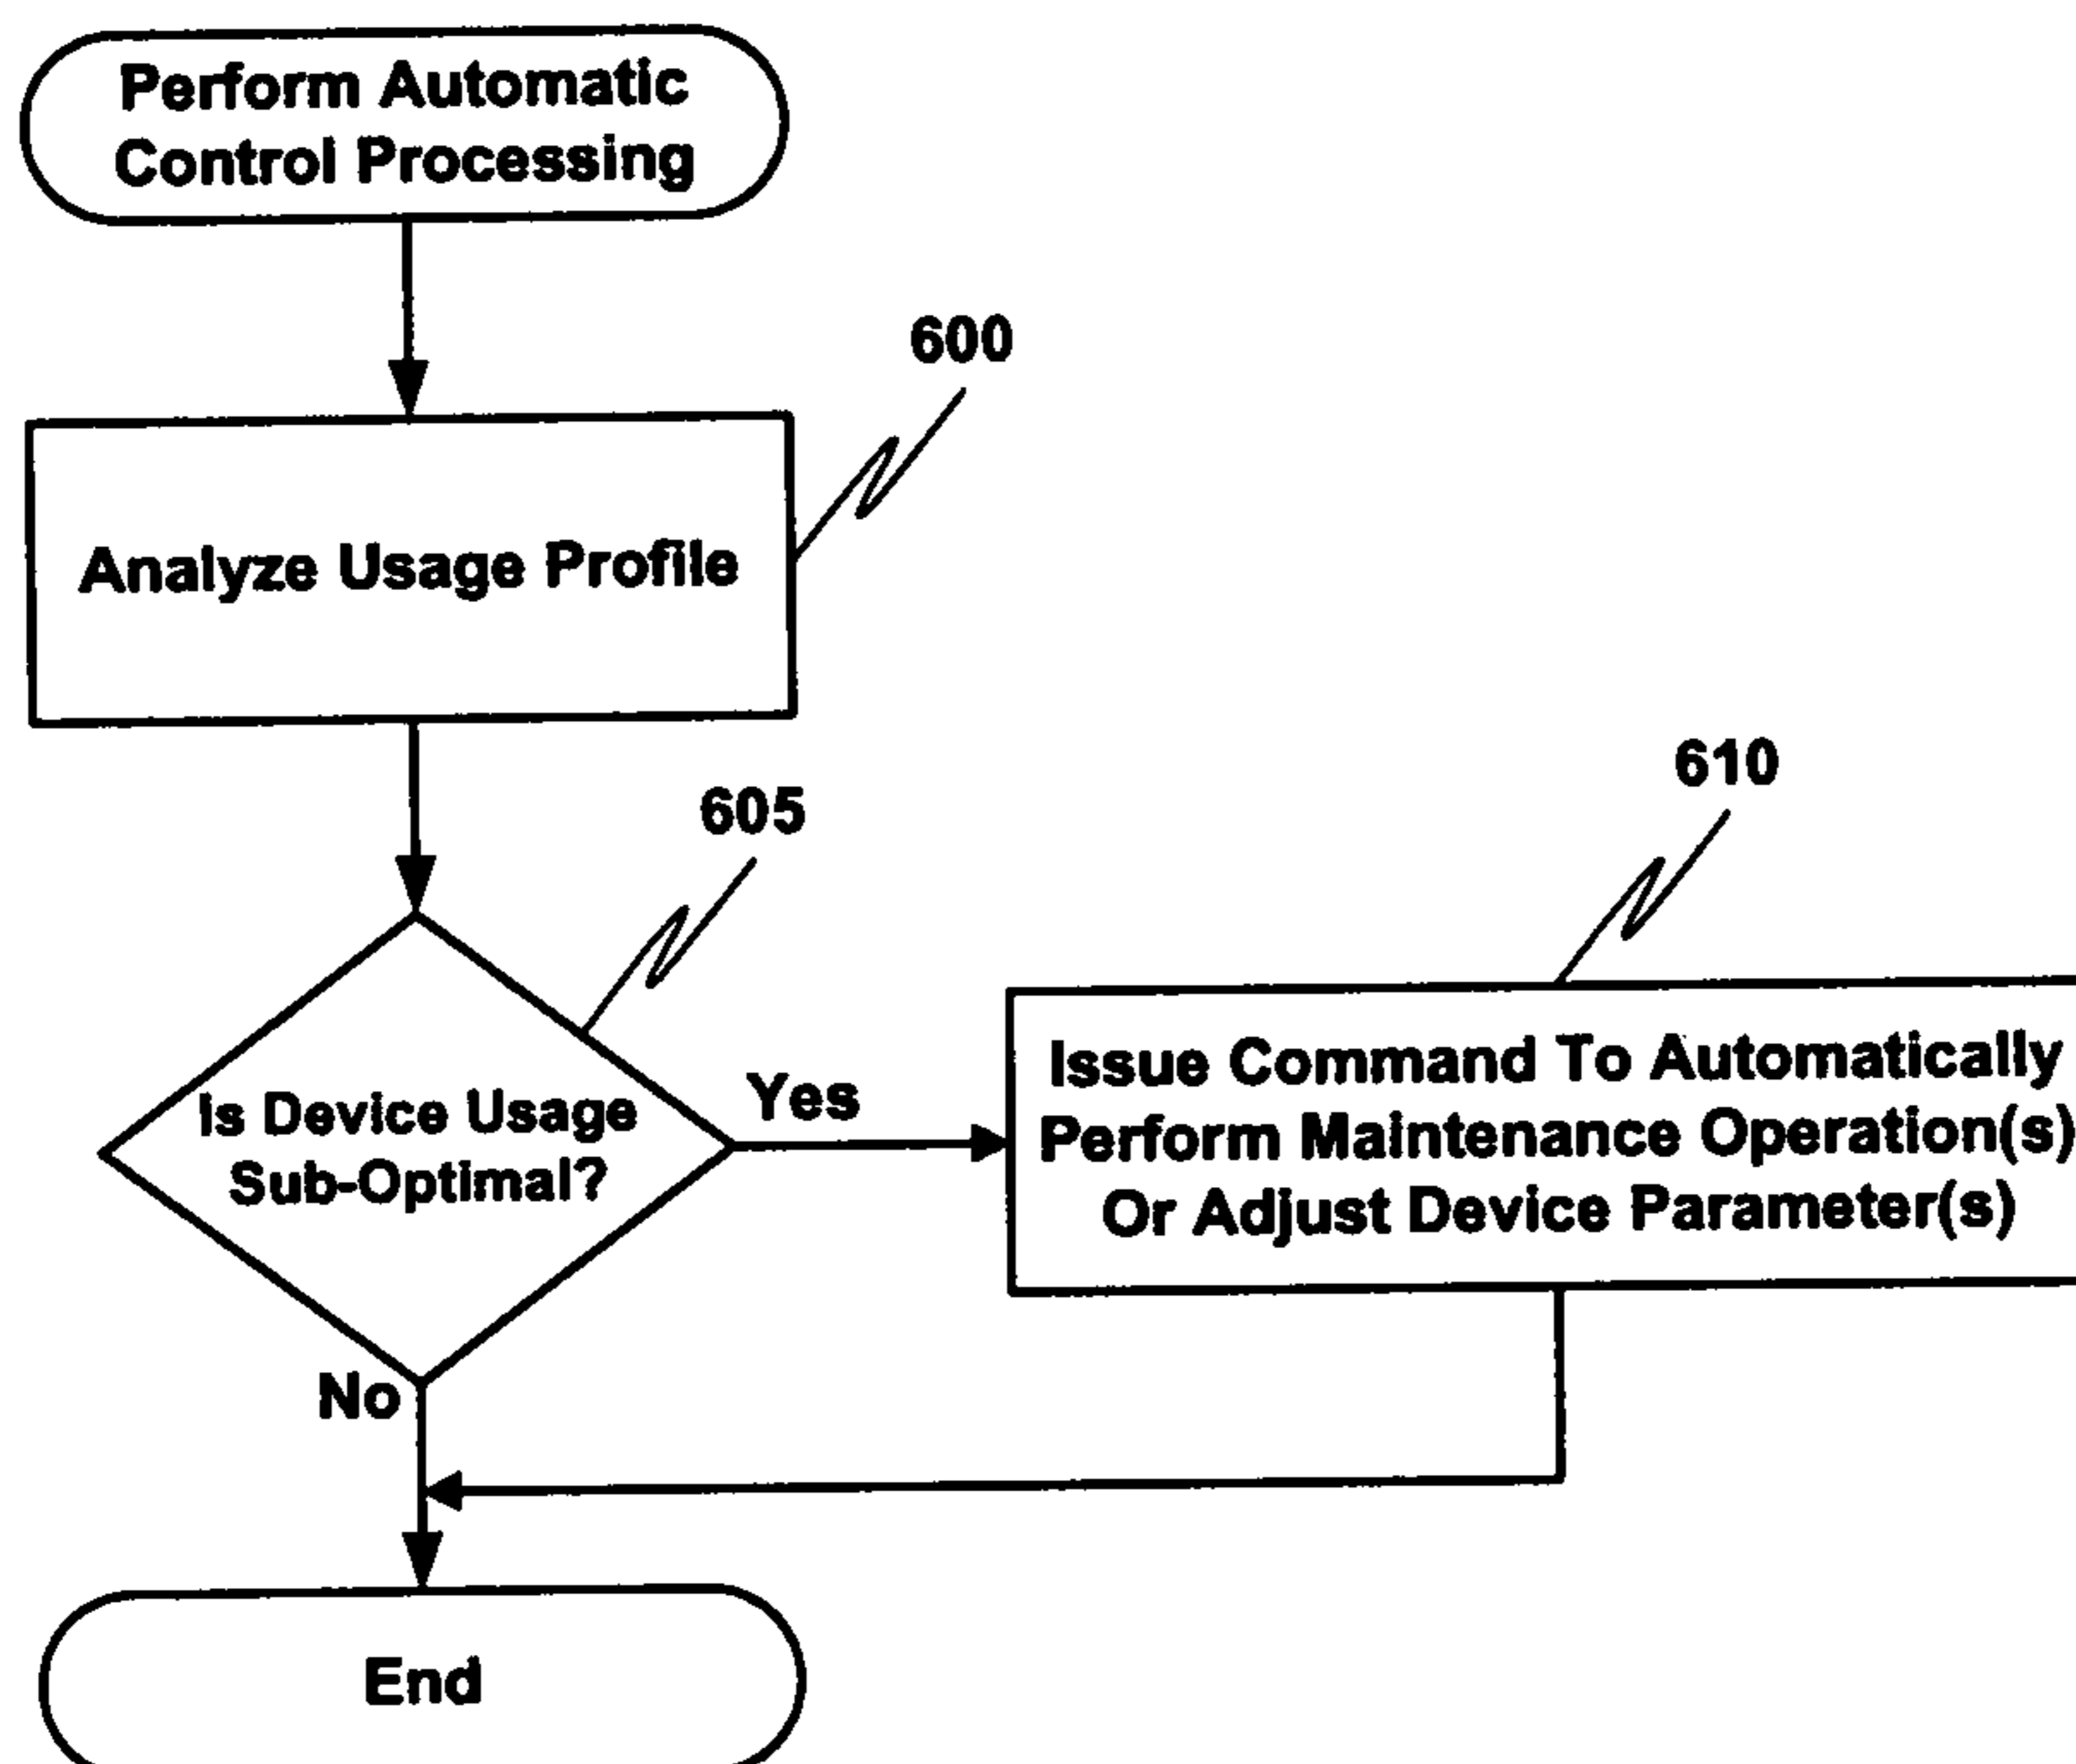 Perform Automatic
Control Processing
600
Analyze Usage Profile
605
610
Is Device Usage
Sub-Optimal?
Yes
Issue Command To Automatically
Perform Maintenance Operation(s)
Or Adjust Device Parameter(s)
No
End